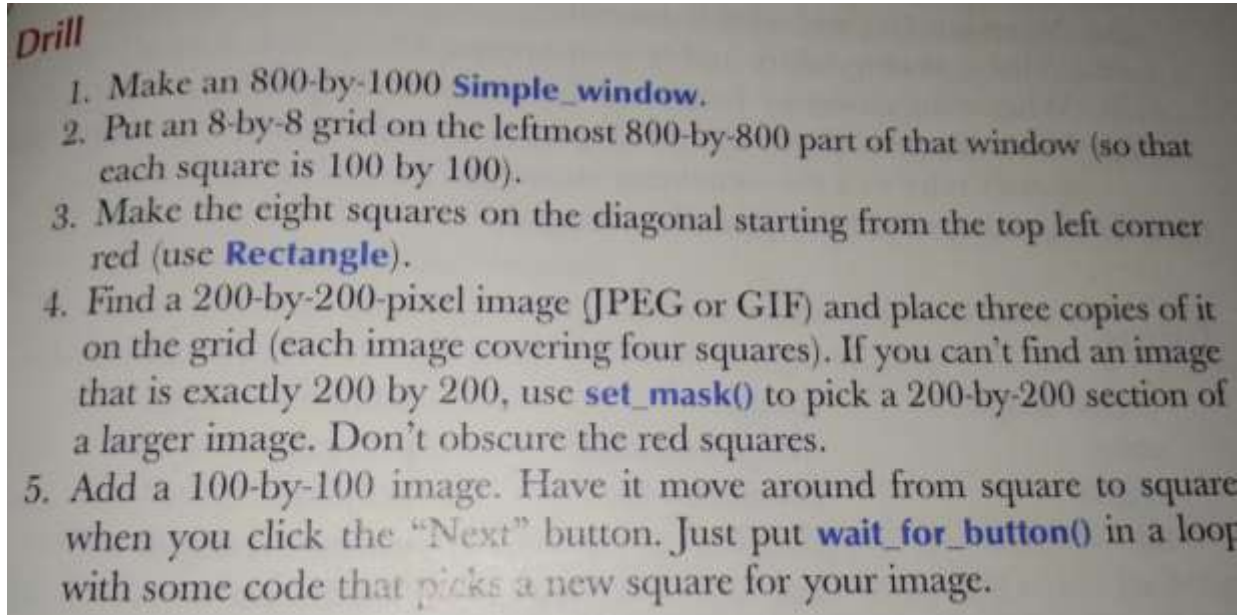 Drill
1. Make an 800-by-1000 Simple_window.
2. Put an 8-by-8 grid on the leftmost 800-by-800 part of that window (so that
each square is 100 by 100).
3. Make the eight squares on the diagonal starting from the top left corner
red (use Rectangle).
4. Find a 200-by-200-pixel image (JPEG or GIF) and place three copies of it
on the grid (each image covering four squares). If you can't find an image
that is exactly 200 by 200, use set_mask() to pick a 200-by-200 section of
a larger image. Don't obscure the red squares.
5. Add a 100-by-100 image. Have it move around from square to square
when you click the "Next" button. Just put wait_for_button() in a loop
with some code that picks a new square for your image.